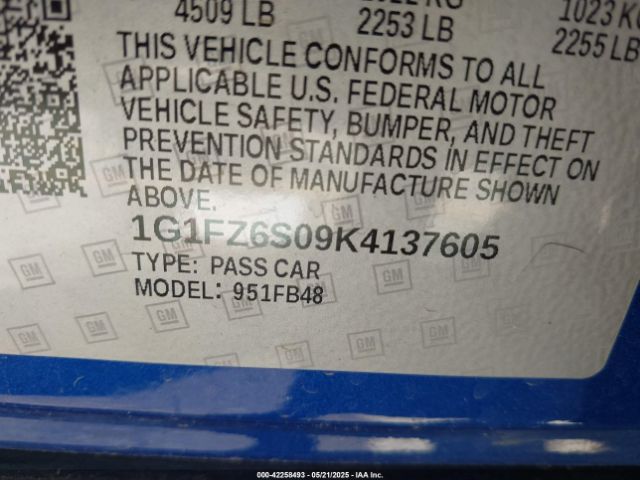 4509 LB 2253 LB 1023 K
2255 LB
THIS VEHICLE CONFORMS TO ALL
APPLICABLE U.S. FEDERAL MOTOR
VEHICLE SAFETY, BUMPER, AND THEFT
PREVENTION STANDARDS IN EFFECT ON
THE DATE OF MANUFACTURE SHOWN
ABOVE.
1G1FZ6S09K4137605
TYPE: PASS CAR
MODEL: 951FB48
000-42258493 - 05/21/2025 - IAA Inc.